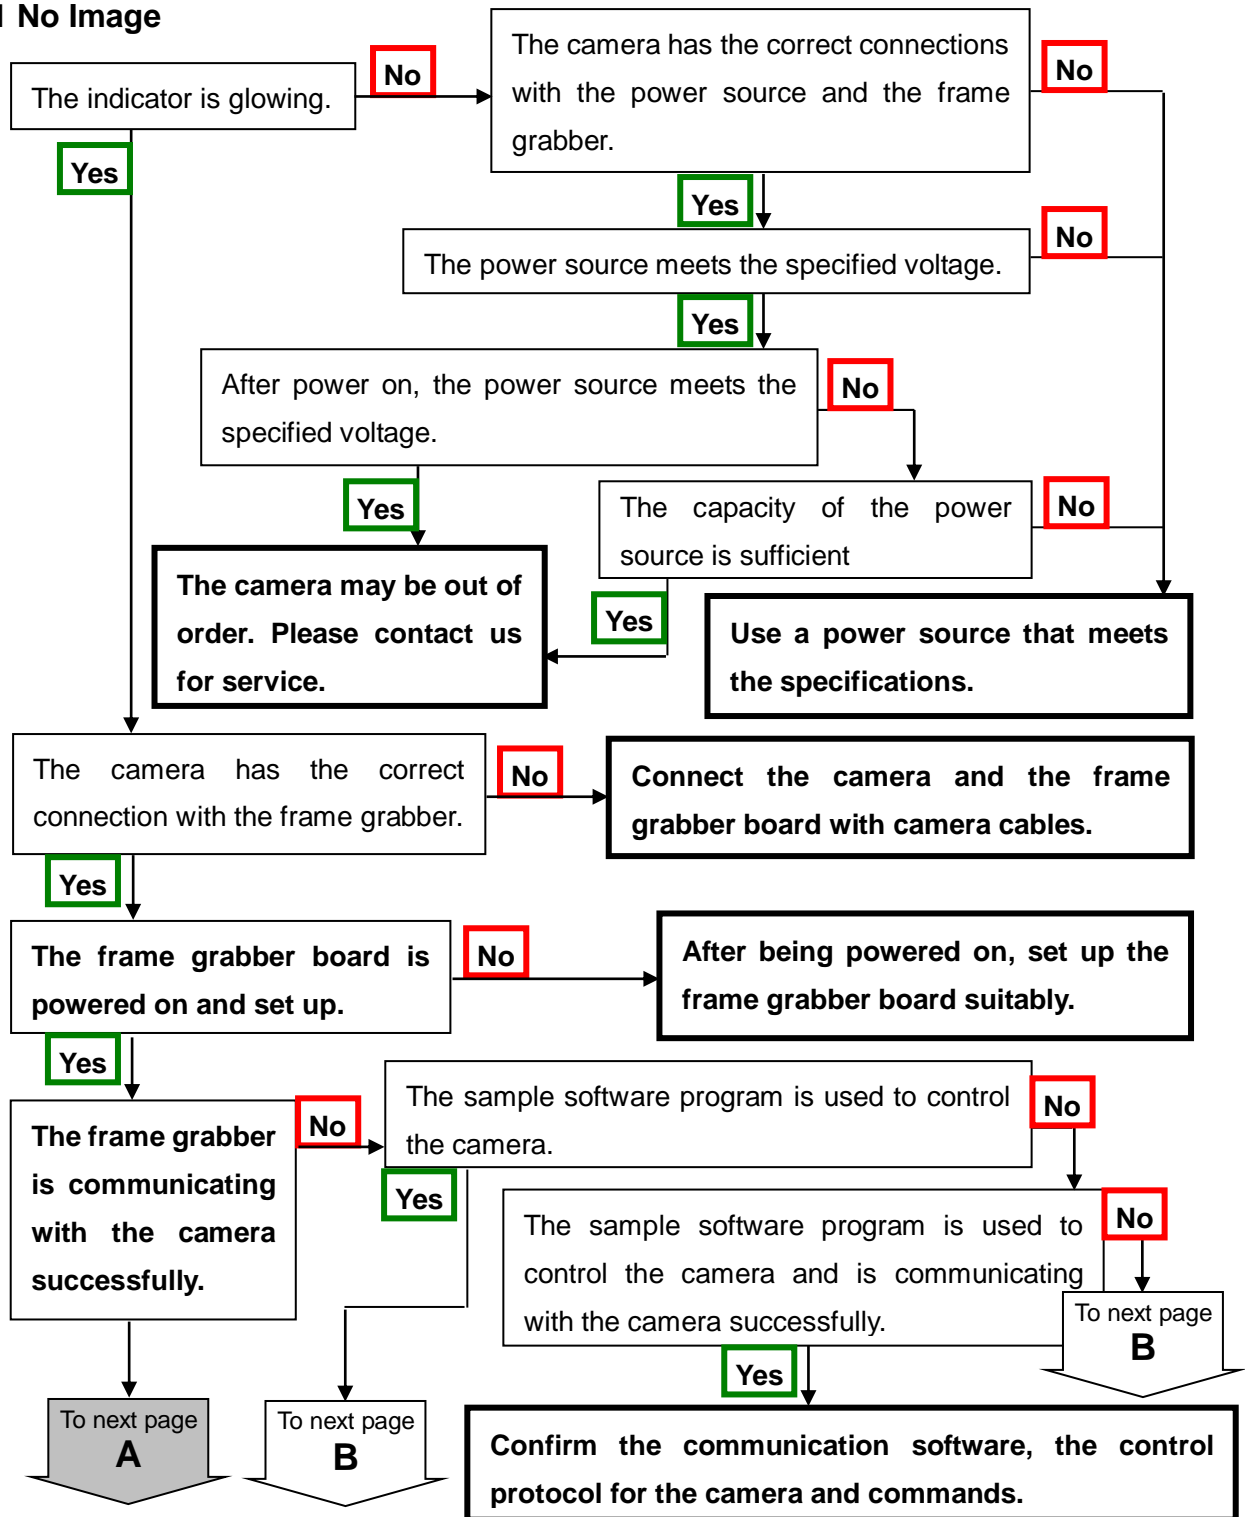 No Image
The camera has the correct connections
with the power source and the frame
grabber.
No
No
The indicator is glowing.
Yes
Yes
No
The power source meets the specified voltage.
Yes
After power on, the power source meets the
specified voltage.
No
Yes
The capacity of the power
source is sufficient
No
The camera may be out of
order. Please contact us
for service.
Yes
Use a power source that meets
the specifications.
The camera has the correct
connection with the frame grabber.
No
Connect the camera and the frame
grabber board with camera cables.
Yes
The frame grabber board is
powered on and set up.
No
After being powered on, set up the
frame grabber board suitably.
Yes
The sample software program is used to control
the camera.
No
The frame grabber
is communicating
with the camera
successfully.
No
Yes
The sample software program is used to
control the camera and is communicating
with the camera successfully.
No
To next page
B
Yes
To next page
A
To next page
B
Confirm the communication software, the control
protocol for the camera and commands.